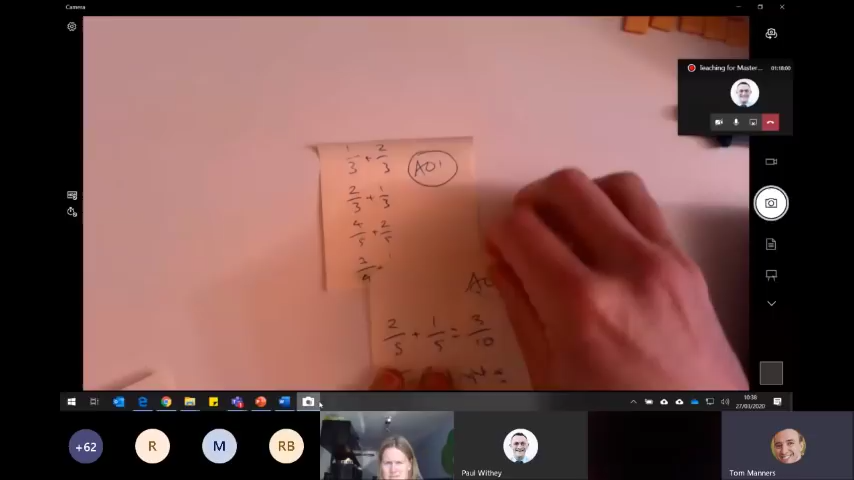 Camera
Teaching for Master... 01:18:00
1/3 + 2/3 AO1
2/3 + 1/3
4/5 + 2/5
2/5 + 1/5 = 3/10
10:38
27/03/2020
+62
R
M
RB
Paul Withey
Tom Manners